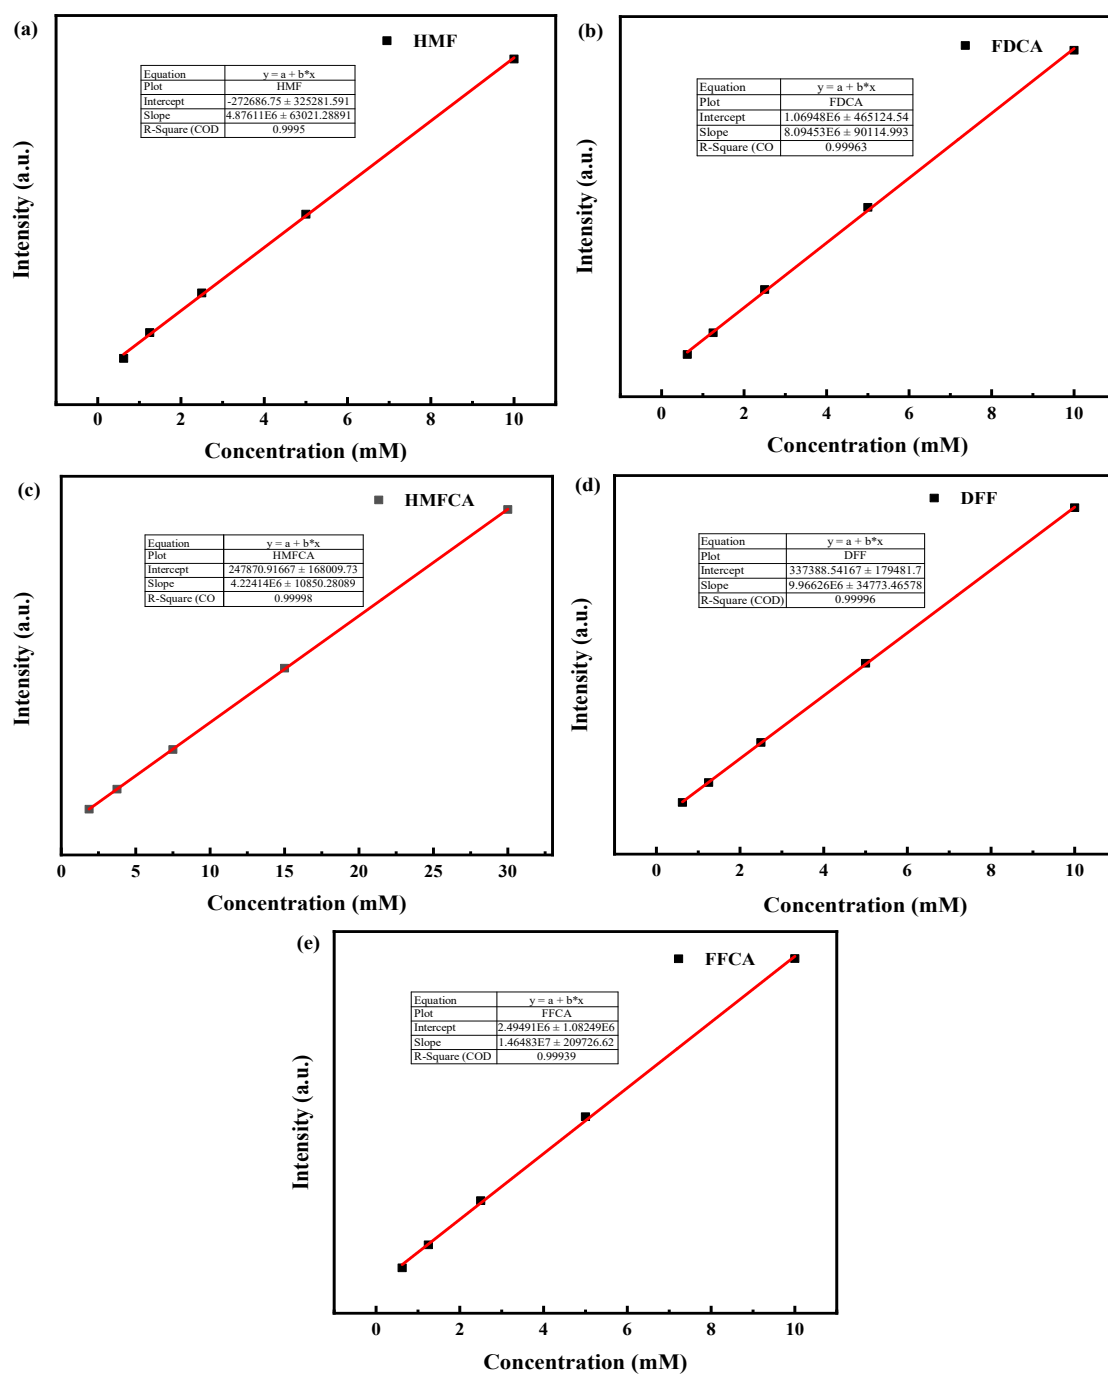 (a)
HMF
Equation y = a + b*x
Plot HMF
Intercept -272686.75 ± 325281.591
Slope 4.87611E6 ± 63021.28891
R-Square (COD 0.9995
Intensity (a.u.)
0 2 4 6 8 10
Concentration (mM)
(b)
FDCA
Equation y = a + b*x
Plot FDCA
Intercept 1.06948E6 ± 465124.54
Slope 8.09453E6 ± 90114.993
R-Square (CO 0.99963
Intensity (a.u.)
0 2 4 6 8 10
Concentration (mM)
(c)
HMFCA
Equation y = a + b*x
Plot HMFCA
Intercept 247870.91667 ± 168009.73
Slope 4.22414E6 ± 10850.28089
R-Square (CO 0.99998
Intensity (a.u.)
0 5 10 15 20 25 30
Concentration (mM)
(d)
DFF
Equation y = a + b*x
Plot DFF
Intercept 337388.54167 ± 179481.7
Slope 9.96626E6 ± 34773.46578
R-Square (COD) 0.99996
Intensity (a.u.)
0 2 4 6 8 10
Concentration (mM)
(e)
FFCA
Equation y = a + b*x
Plot FFCA
Intercept 2.49491E6 ± 1.08249E6
Slope 1.46483E7 ± 209726.62
R-Square (COD 0.99939
Intensity (a.u.)
0 2 4 6 8 10
Concentration (mM)